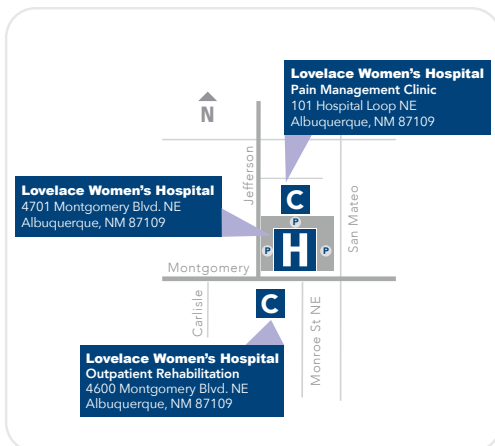 Lovelace Women's Hospital
Pain Management Clinic
101 Hospital Loop NE
Albuquerque, NM 87109
N
Jefferson
San Mateo
C
P
Lovelace Women's Hospital
4701 Montgomery Blvd. NE
Albuquerque, NM 87109
P
H
P
Montgomery
Carlisle
C
Monroe St NE
Lovelace Women's Hospital
Outpatient Rehabilitation
4600 Montgomery Blvd. NE
Albuquerque, NM 87109